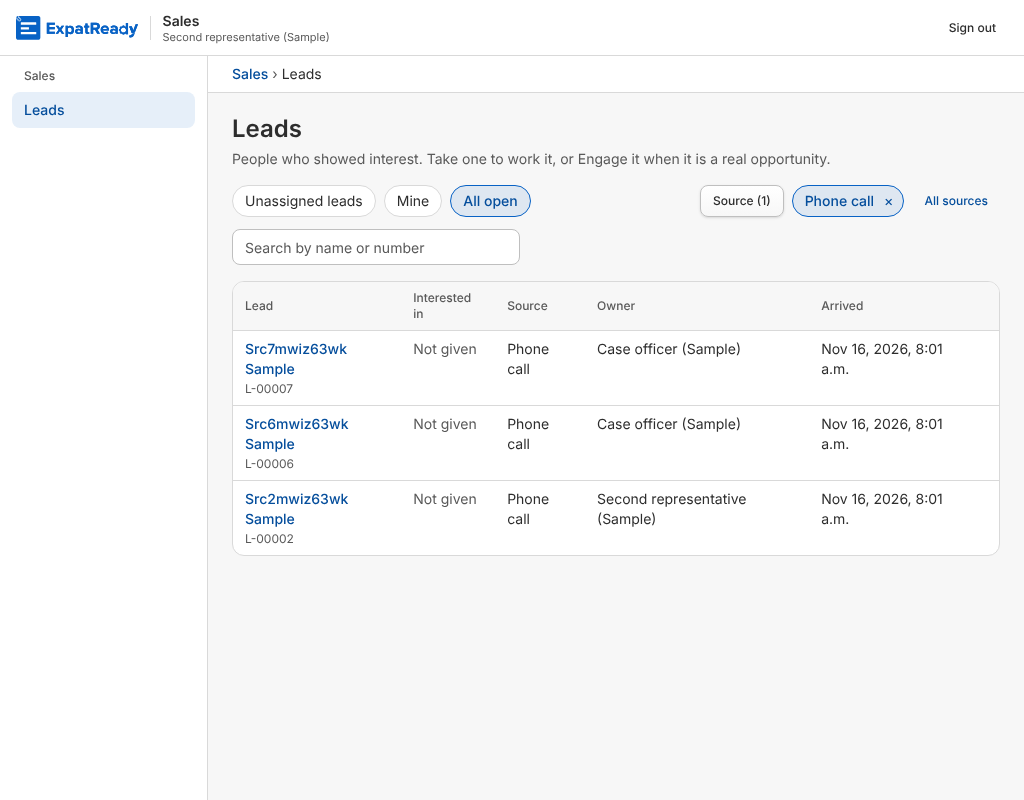 ExpatReady
Sales
Second representative (Sample)
Sign out
Sales
Leads
Sales › Leads
Leads
People who showed interest. Take one to work it, or Engage it when it is a real opportunity.
Unassigned leads
Mine
All open
Source (1)
Phone call ×
All sources
Search by name or number
Lead
Interested
in
Source
Owner
Arrived
Src7mwiz63wk
Sample
L-00007
Not given
Phone
call
Case officer (Sample)
Nov 16, 2026, 8:01
a.m.
Src6mwiz63wk
Sample
L-00006
Not given
Phone
call
Case officer (Sample)
Nov 16, 2026, 8:01
a.m.
Src2mwiz63wk
Sample
L-00002
Not given
Phone
call
Second representative
(Sample)
Nov 16, 2026, 8:01
a.m.